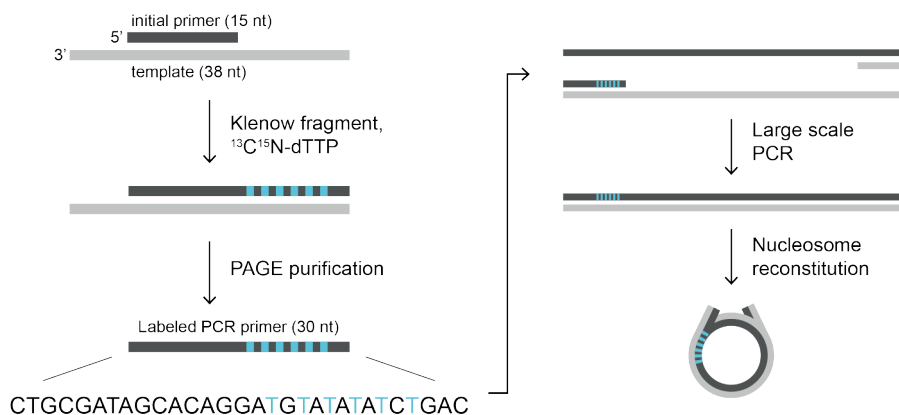 initial primer (15 nt)
5’
3’
template (38 nt)
Klenow fragment,
¹³C¹⁵N-dTTP
PAGE purification
Labeled PCR primer (30 nt)
CTGCGATAGCACAGGATGTATATATCTGAC
Large scale
PCR
Nucleosome
reconstitution